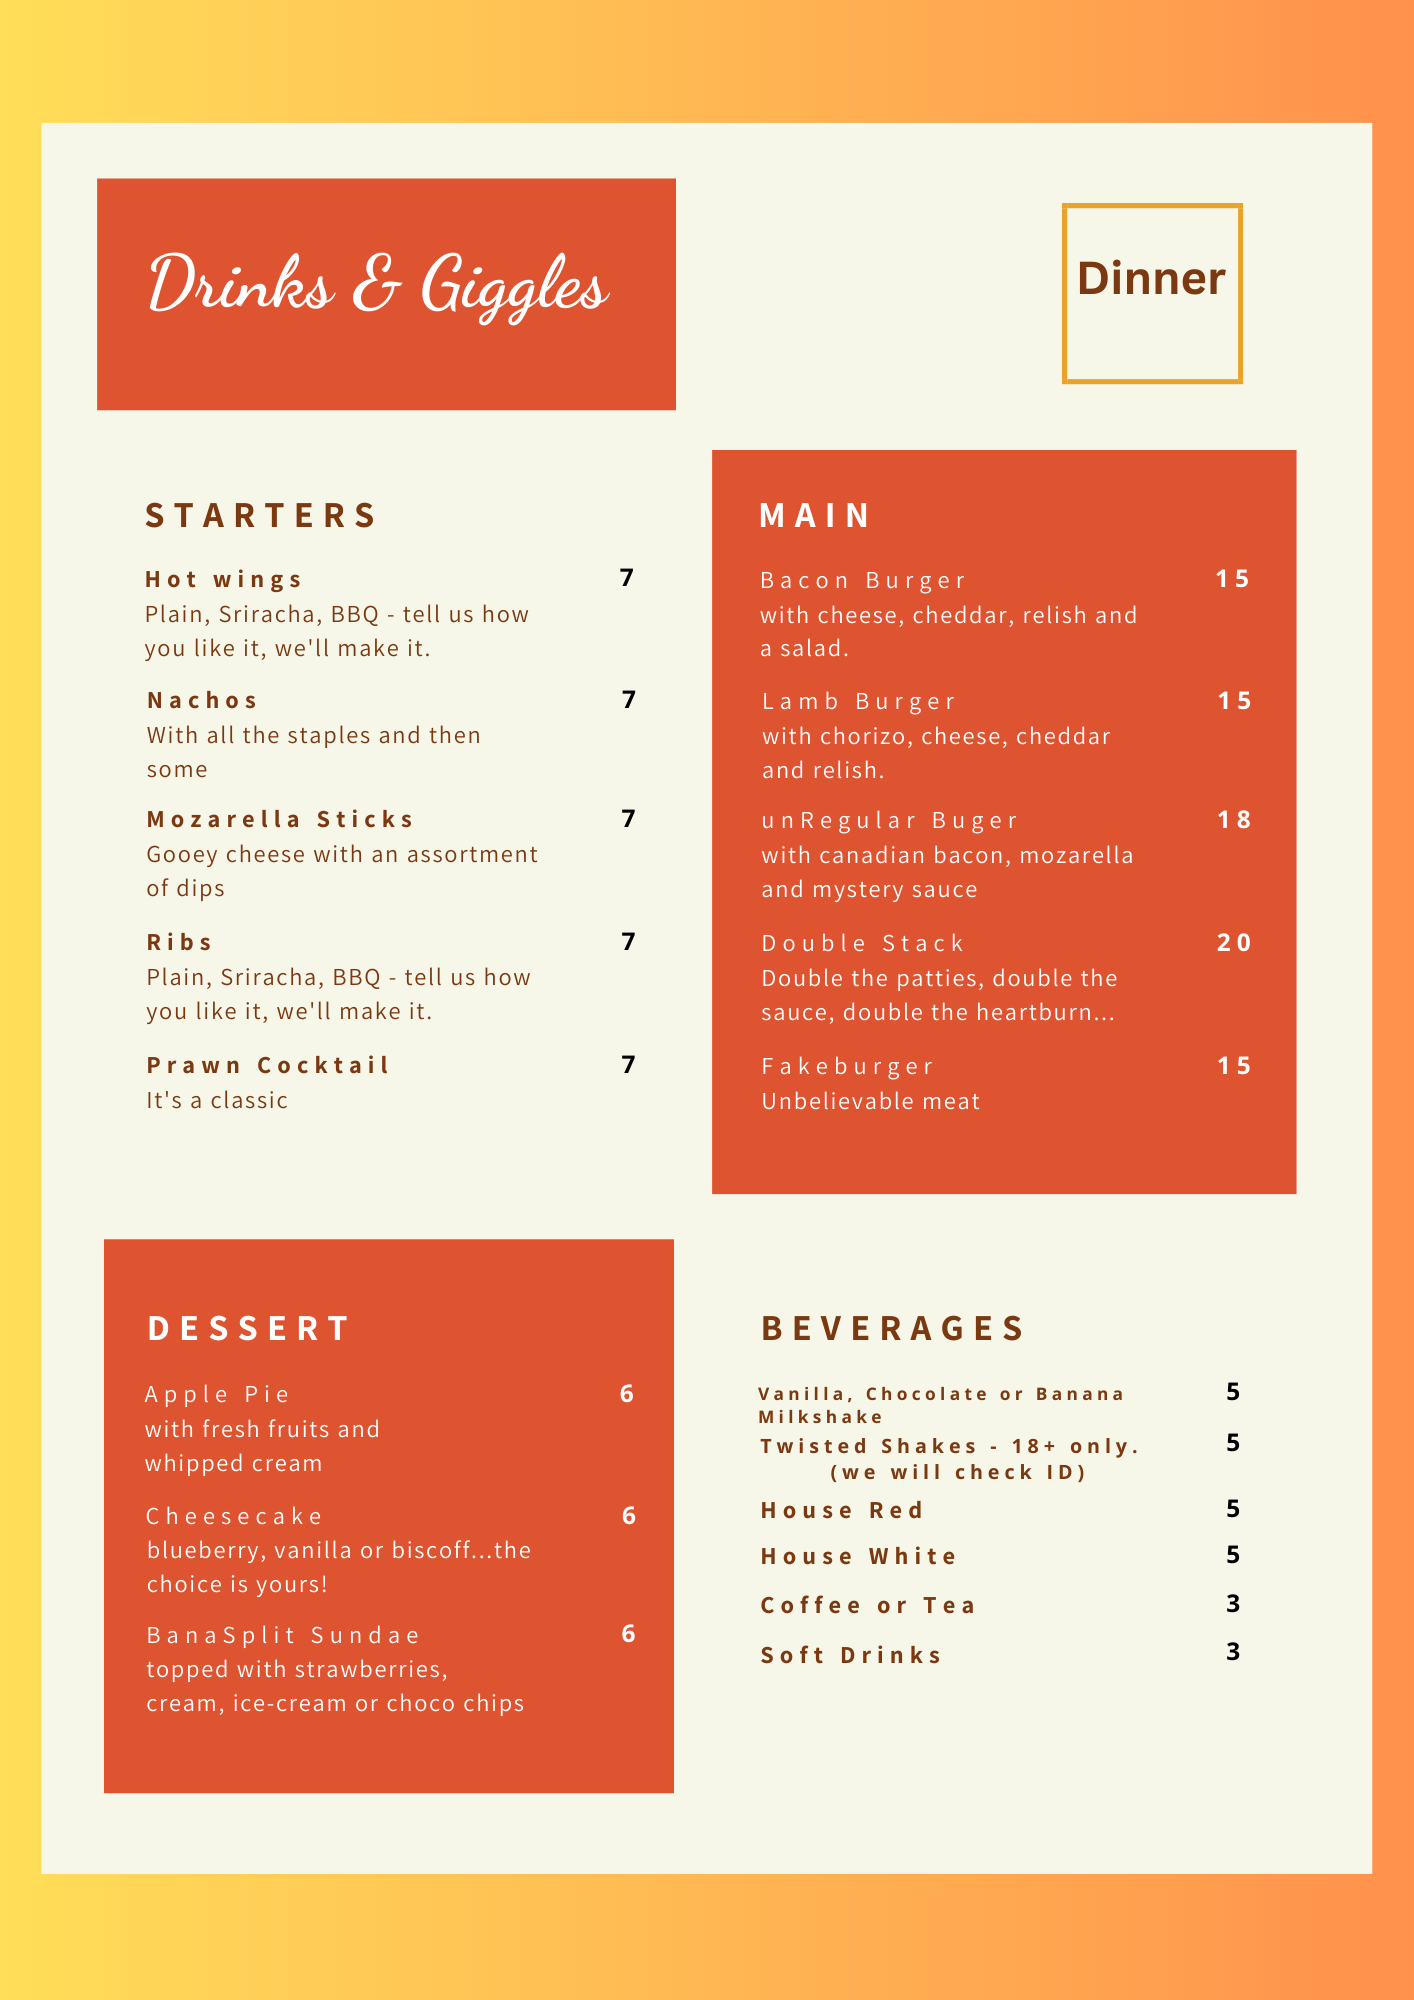 Drinks & Giggles
Dinner
STARTERS
Hot wings 7
Plain, Sriracha, BBQ - tell us how
you like it, we'll make it.
Nachos 7
With all the staples and then
some
Mozarella Sticks 7
Gooey cheese with an assortment
of dips
Ribs 7
Plain, Sriracha, BBQ - tell us how
you like it, we'll make it.
Prawn Cocktail 7
It's a classic
MAIN
Bacon Burger 15
with cheese, cheddar, relish and
a salad.
Lamb Burger 15
with chorizo, cheese, cheddar
and relish.
unRegular Buger 18
with canadian bacon, mozarella
and mystery sauce
Double Stack 20
Double the patties, double the
sauce, double the heartburn...
Fakeburger 15
Unbelievable meat
DESSERT
Apple Pie 6
with fresh fruits and
whipped cream
Cheesecake 6
blueberry, vanilla or biscoff...the
choice is yours!
BanaSplit Sundae 6
topped with strawberries,
cream, ice-cream or choco chips
BEVERAGES
Vanilla, Chocolate or Banana 5
Milkshake
Twisted Shakes - 18+ only. 5
(we will check ID)
House Red 5
House White 5
Coffee or Tea 3
Soft Drinks 3